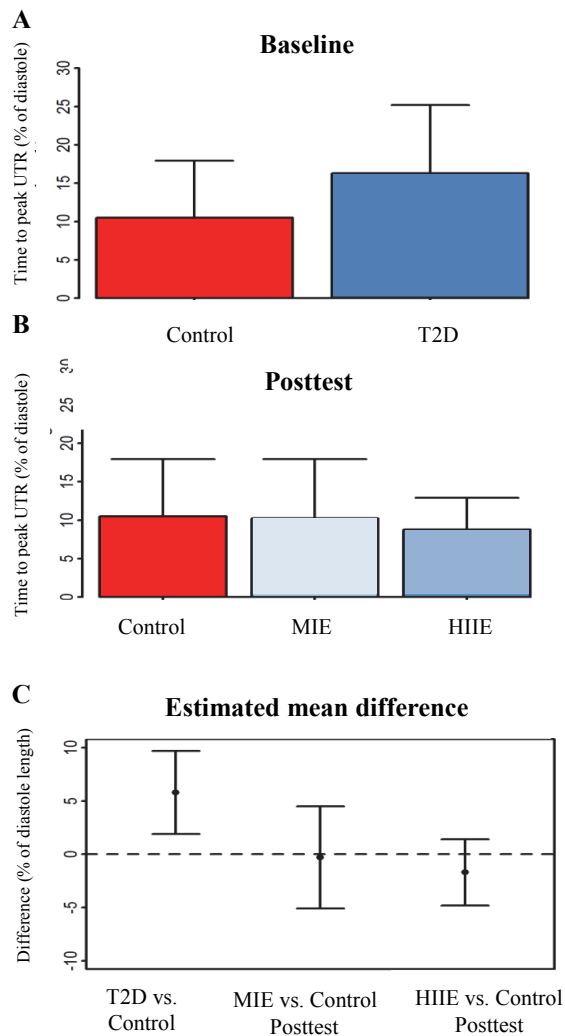 A
Baseline
Time to peak UTR (% of diastole)
30
25
20
15
10
5
0
Control T2D
B
Posttest
Time to peak UTR (% of diastole)
30
25
20
15
10
5
0
Control MIE HIIE
C
Estimated mean difference
Difference (% of diastole length)
10
5
0
-5
-10
T2D vs. MIE vs. Control HIIE vs. Control
Control Posttest Posttest